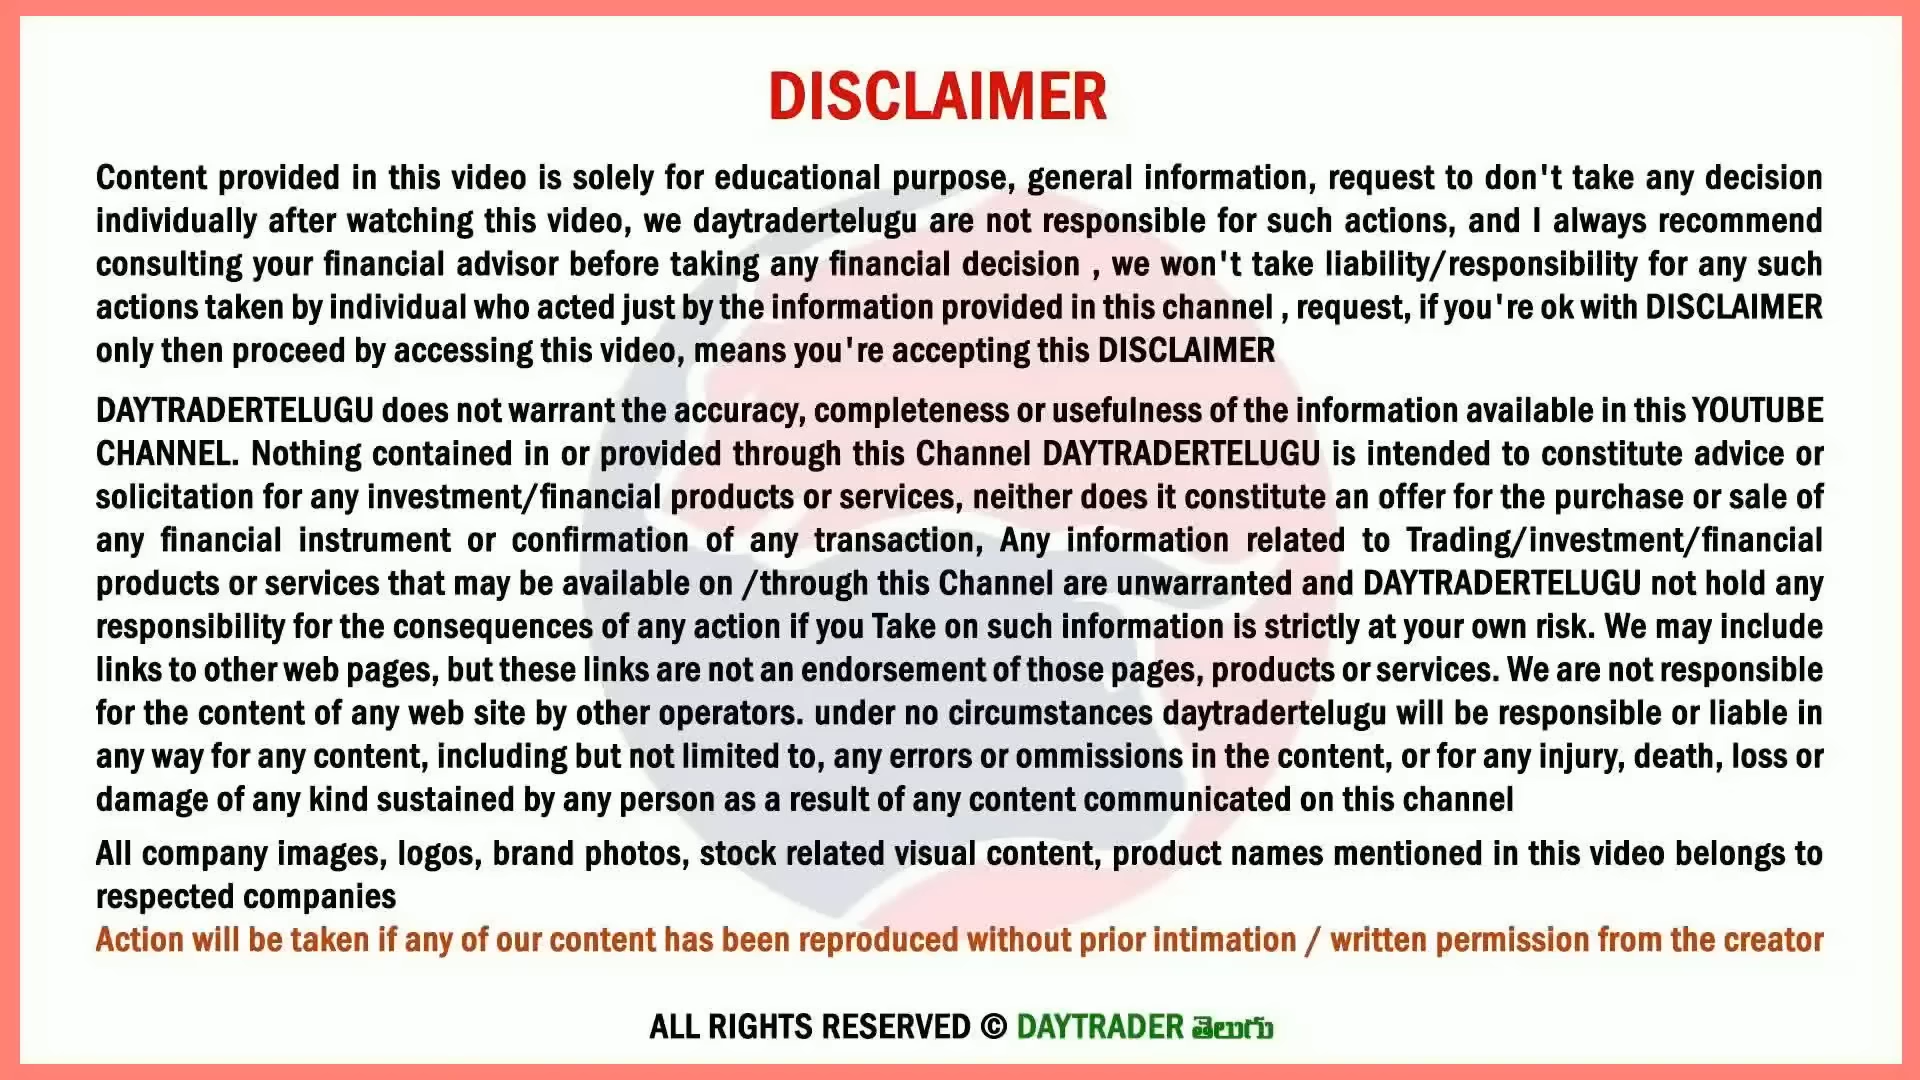 DISCLAIMER
Content provided in this video is solely for educational purpose, general information, request to don't take any decision
individually after watching this video, we daytradertelugu are not responsible for such actions, and I always recommend
consulting your financial advisor before taking any financial decision , we won't take liability/responsibility for any such
actions taken by individual who acted just by the information provided in this channel , request, if you're ok with DISCLAIMER
only then proceed by accessing this video, means you're accepting this DISCLAIMER
DAYTRADERTELUGU does not warrant the accuracy, completeness or usefulness of the information available in this YOUTUBE
CHANNEL. Nothing contained in or provided through this Channel DAYTRADERTELUGU is intended to constitute advice or
solicitation for any investment/financial products or services, neither does it constitute an offer for the purchase or sale of
any financial instrument or confirmation of any transaction, Any information related to Trading/investment/financial
products or services that may be available on /through this Channel are unwarranted and DAYTRADERTELUGU not hold any
responsibility for the consequences of any action if you Take on such information is strictly at your own risk. We may include
links to other web pages, but these links are not an endorsement of those pages, products or services. We are not responsible
for the content of any web site by other operators. under no circumstances daytradertelugu will be responsible or liable in
any way for any content, including but not limited to, any errors or ommissions in the content, or for any injury, death, loss or
damage of any kind sustained by any person as a result of any content communicated on this channel
All company images, logos, brand photos, stock related visual content, product names mentioned in this video belongs to
respected companies
Action will be taken if any of our content has been reproduced without prior intimation / written permission from the creator
ALL RIGHTS RESERVED © DAYTRADER తెలుగు